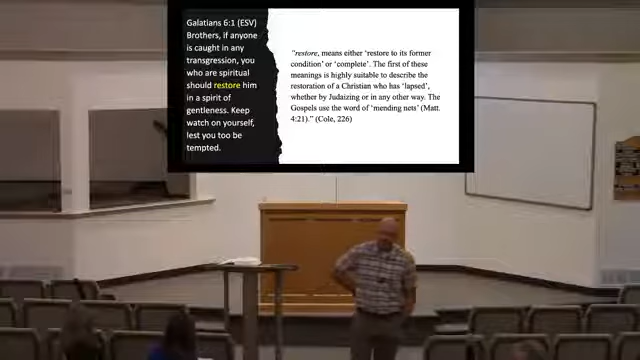 Galatians 6:1 (ESV)
Brothers, if anyone
is caught in any
transgression, you
who are spiritual
should restore him
in a spirit of
gentleness. Keep
watch on yourself,
lest you too be
tempted.
"restore, means either 'restore to its former
condition' or 'complete'. The first of these
meanings is highly suitable to describe the
restoration of a Christian who has 'lapsed',
whether by Judaizing or in any other way. The
Gospels use the word of 'mending nets' (Matt.
4:21)." (Cole, 226)